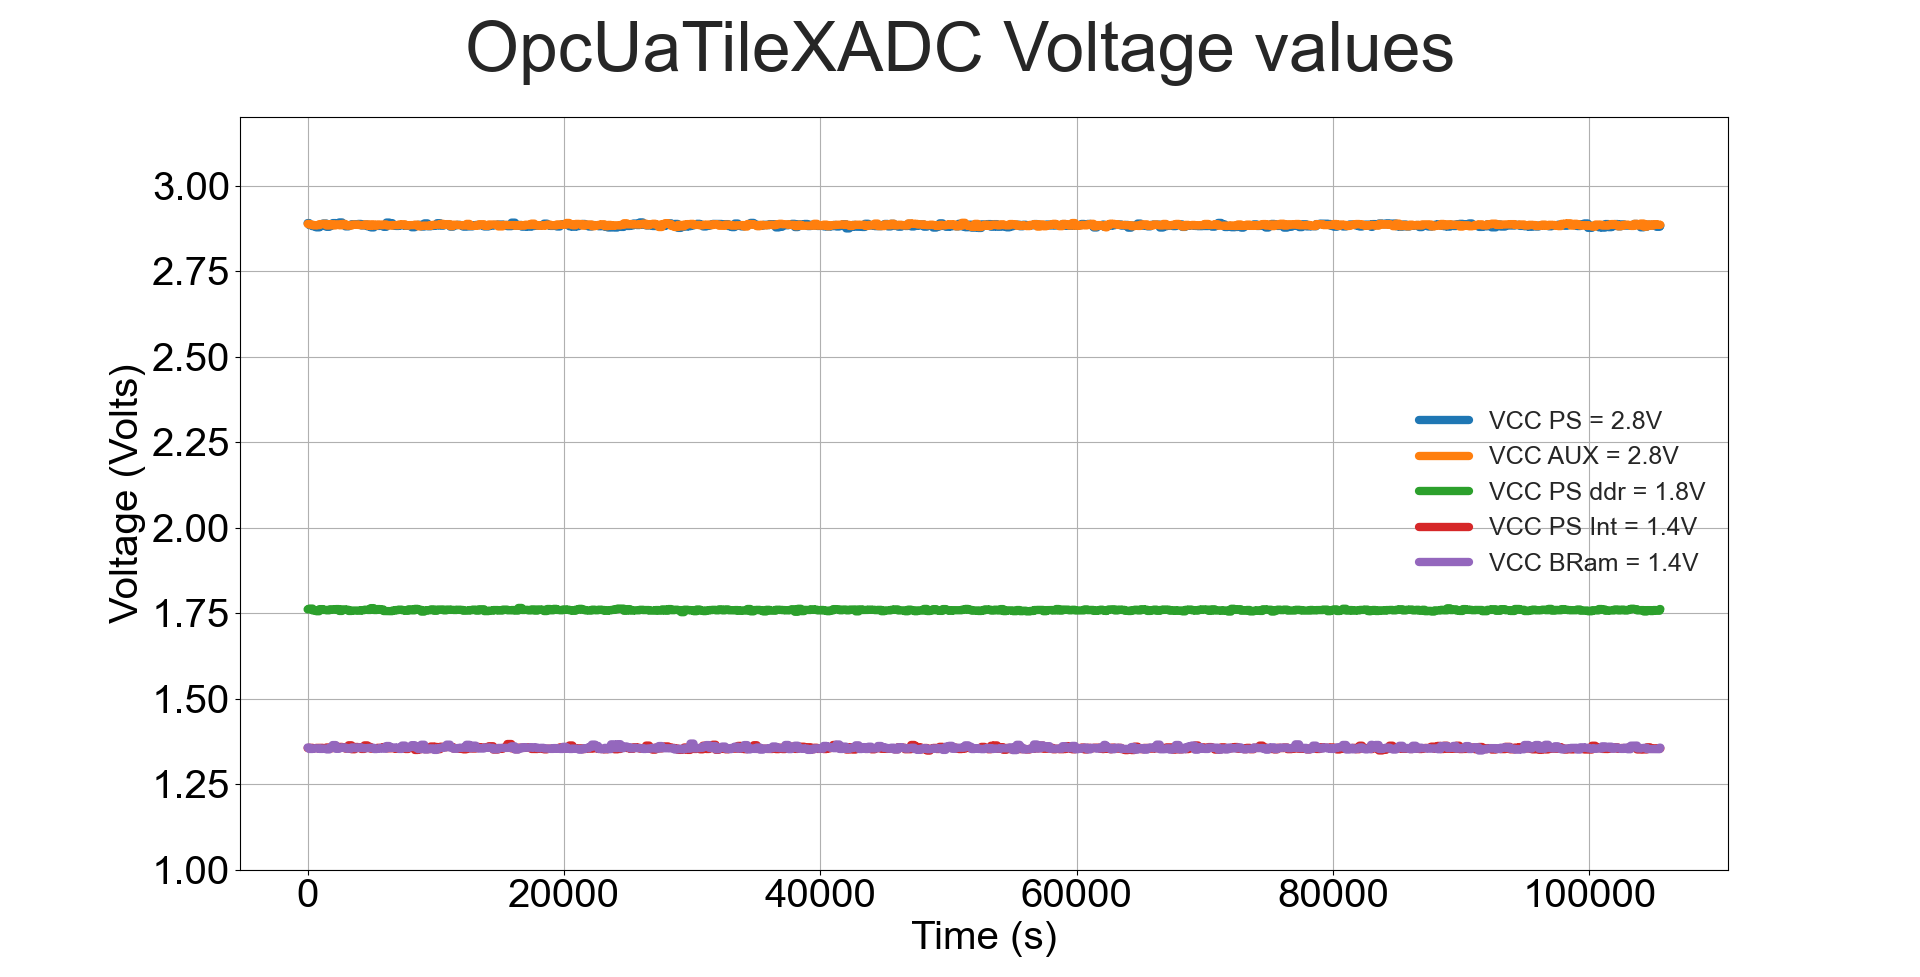 OpcUaTileXADC Voltage values
Voltage (Volts)
3.00
2.75
2.50
2.25
2.00
1.75
1.50
1.25
1.00
VCC PS = 2.8V
VCC AUX = 2.8V
VCC PS ddr = 1.8V
VCC PS Int = 1.4V
VCC BRam = 1.4V
0 20000 40000 60000 80000 100000
Time (s)